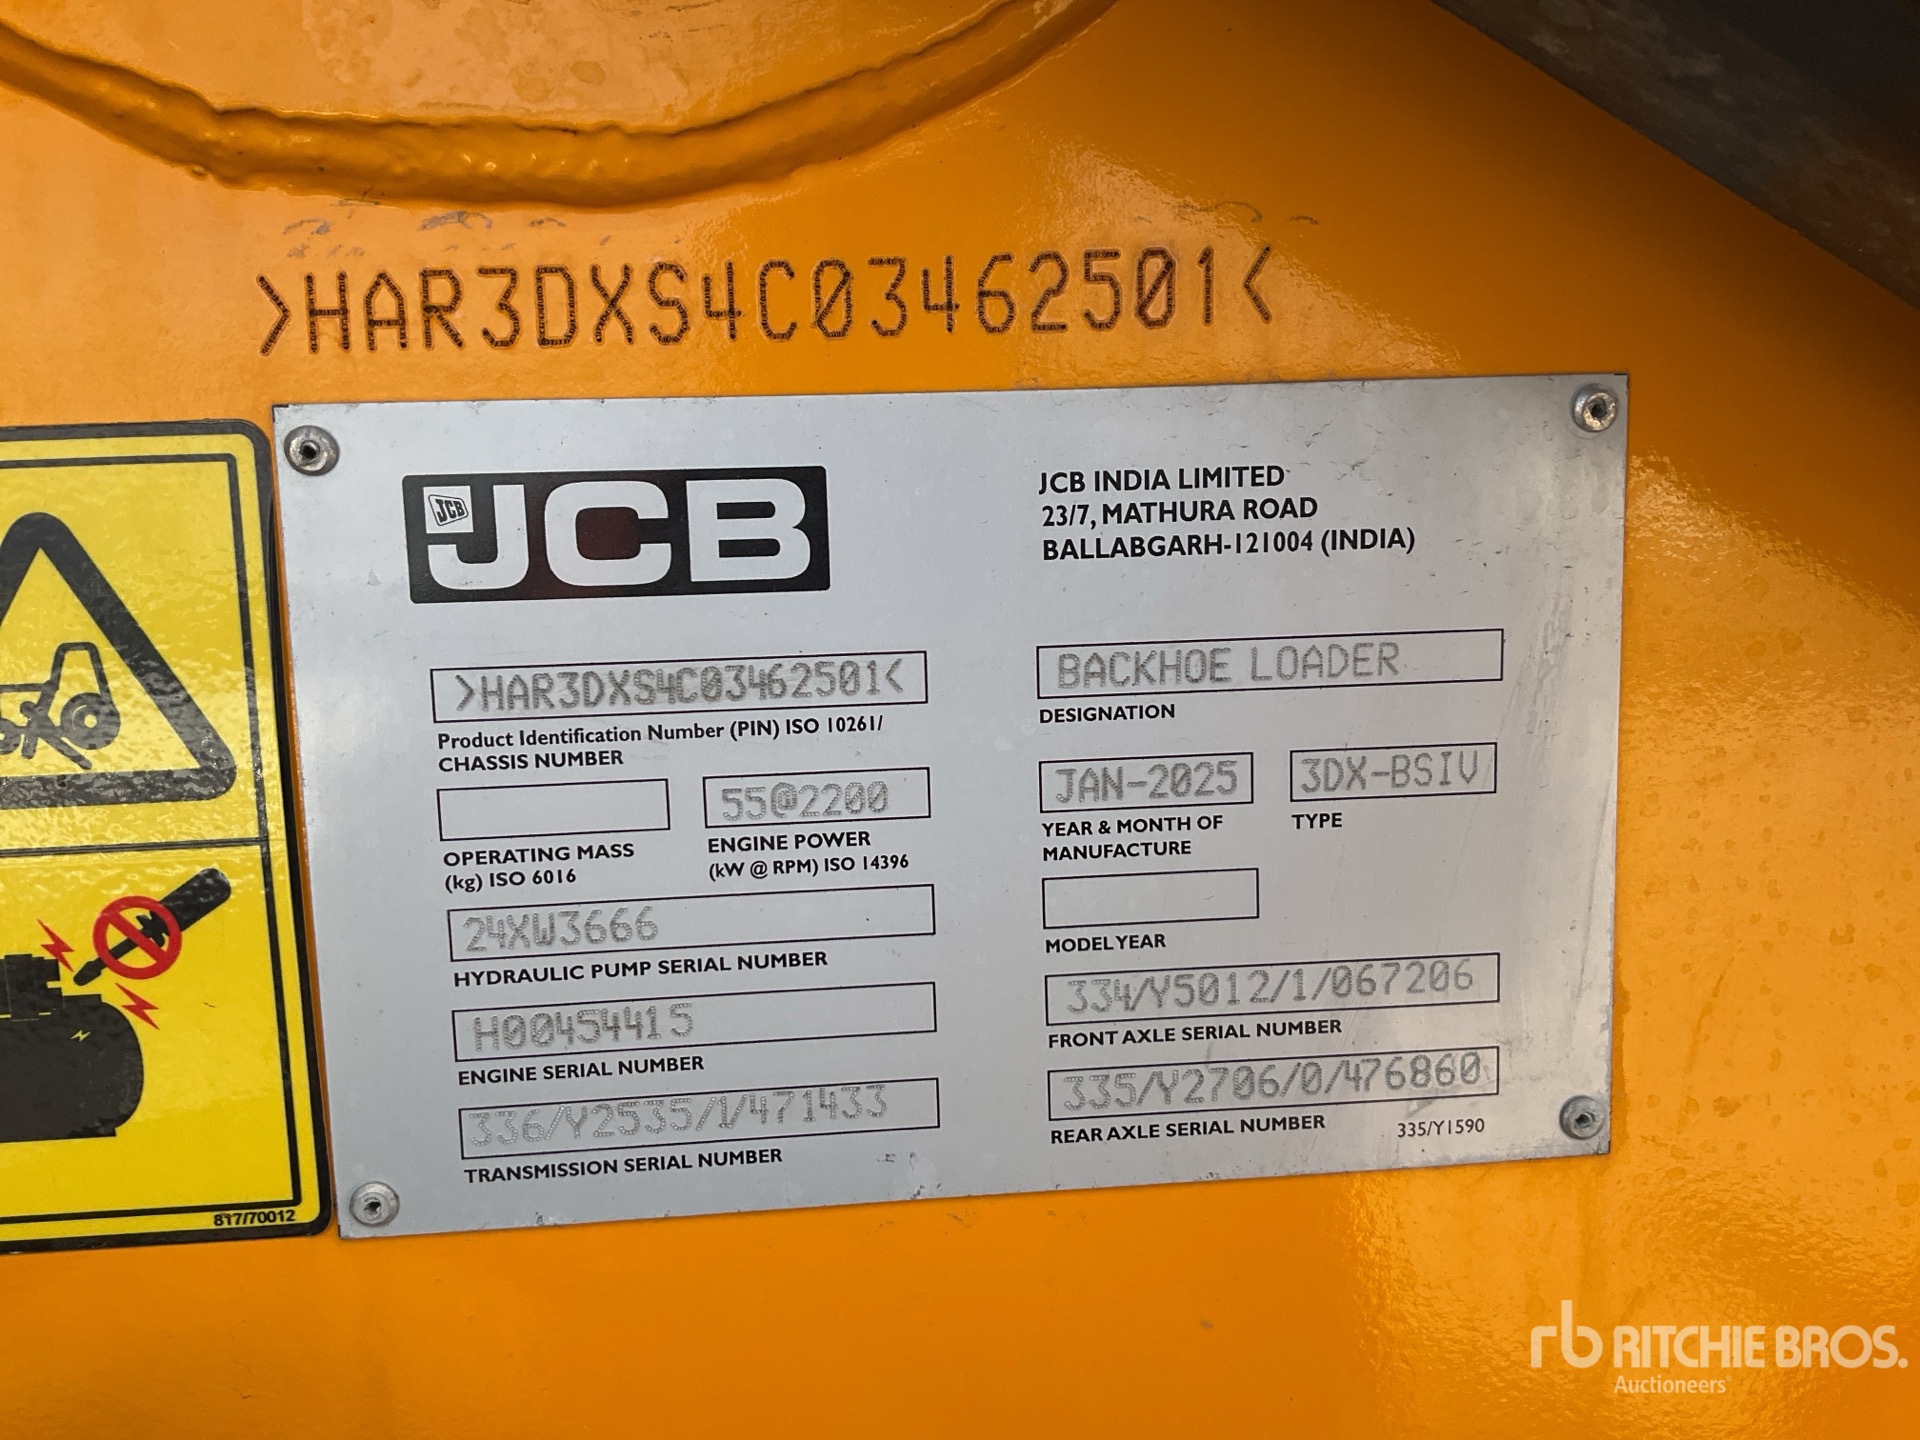 >HAR3DXS4C03462501<
JCB
JCB
JCB INDIA LIMITED
23/7, MATHURA ROAD
BALLABGARH-121004 (INDIA)
>HAR3DXS4C03462501<
Product Identification Number (PIN) ISO 10261/
CHASSIS NUMBER
BACKHOE LOADER
DESIGNATION
55@2200
OPERATING MASS
(kg) ISO 6016
ENGINE POWER
(kW @ RPM) ISO 14396
JAN-2025
YEAR & MONTH OF
MANUFACTURE
3DX-BSIV
TYPE
24XW3666
HYDRAULIC PUMP SERIAL NUMBER
MODEL YEAR
H00454415
ENGINE SERIAL NUMBER
334/Y5012/1/067206
FRONT AXLE SERIAL NUMBER
336/Y2535/1/471433
TRANSMISSION SERIAL NUMBER
335/Y2706/0/476860
REAR AXLE SERIAL NUMBER
335/Y1590
817/70012
rb RITCHIE BROS.
Auctioneers